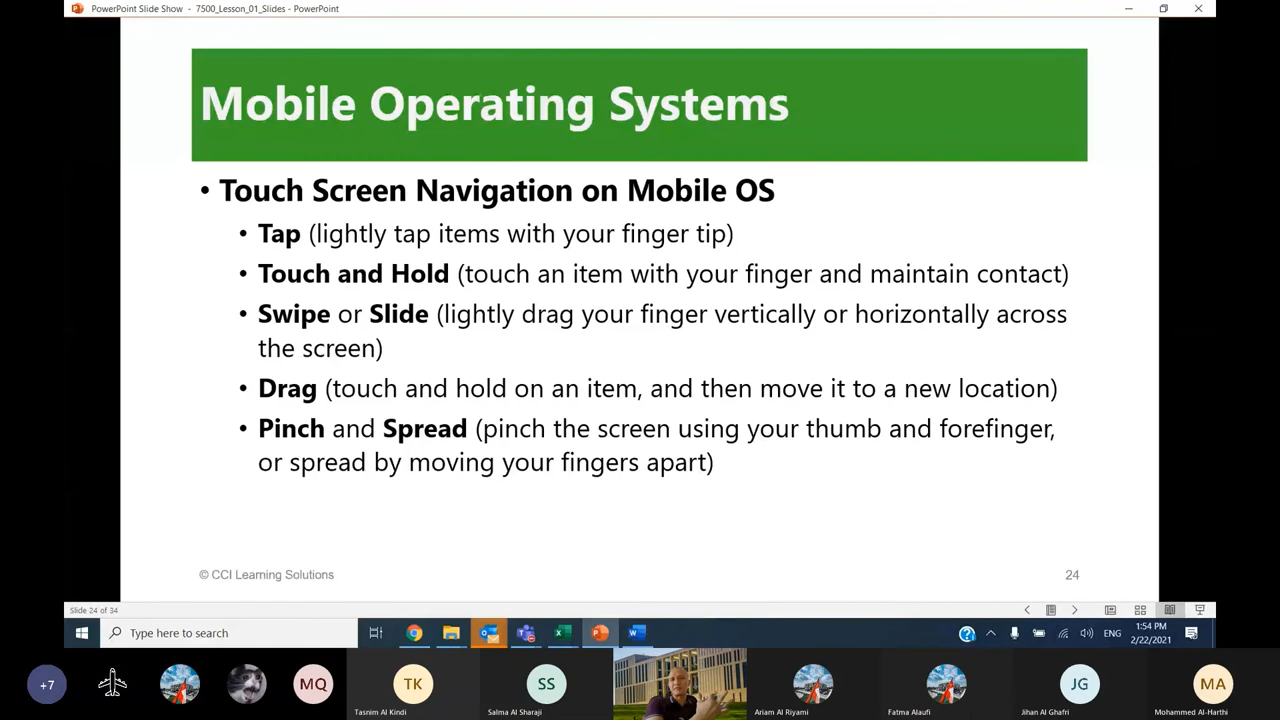 PowerPoint Slide Show - 7500_Lesson_01_Slides - PowerPoint
Mobile Operating Systems
• Touch Screen Navigation on Mobile OS
• Tap (lightly tap items with your finger tip)
• Touch and Hold (touch an item with your finger and maintain contact)
• Swipe or Slide (lightly drag your finger vertically or horizontally across
the screen)
• Drag (touch and hold on an item, and then move it to a new location)
• Pinch and Spread (pinch the screen using your thumb and forefinger,
or spread by moving your fingers apart)
© CCI Learning Solutions
24
Slide 24 of 34
Type here to search
ENG
1:54 PM
2/22/2021
+7
MQ
TK
SS
JG
MA
Tasnim Al Kindi
Salma Al Sharaji
Ariam Al Riyami
Fatma Alaufi
Jihan Al Ghafri
Mohammed Al-Harthi